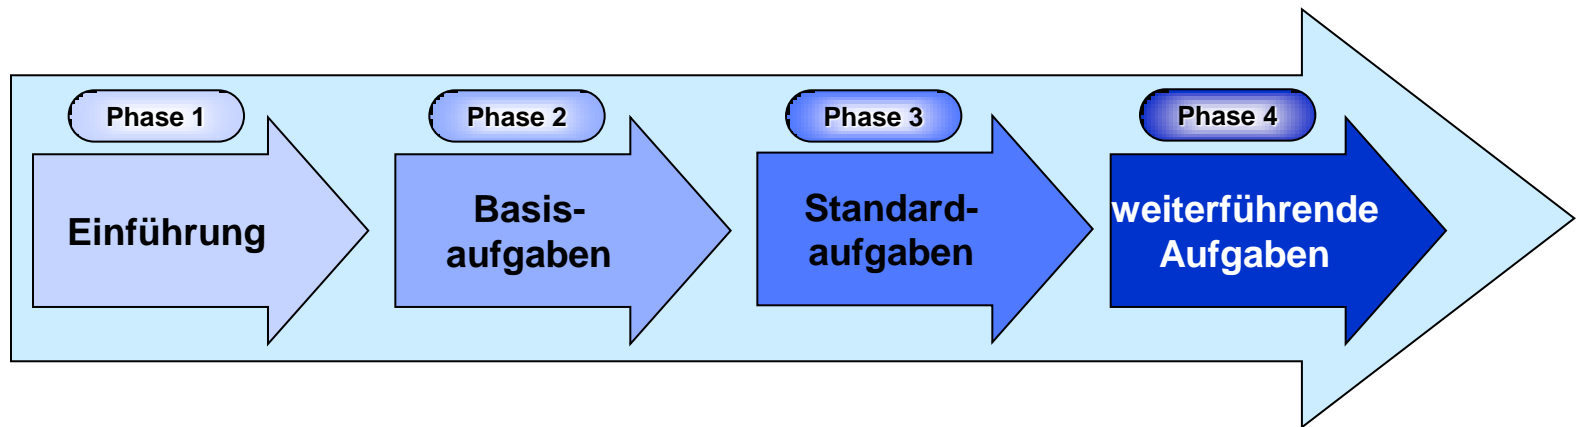 Phase 1
Einführung
Phase 2
Basis-
aufgaben
Phase 3
Standard-
aufgaben
Phase 4
weiterführende
Aufgaben